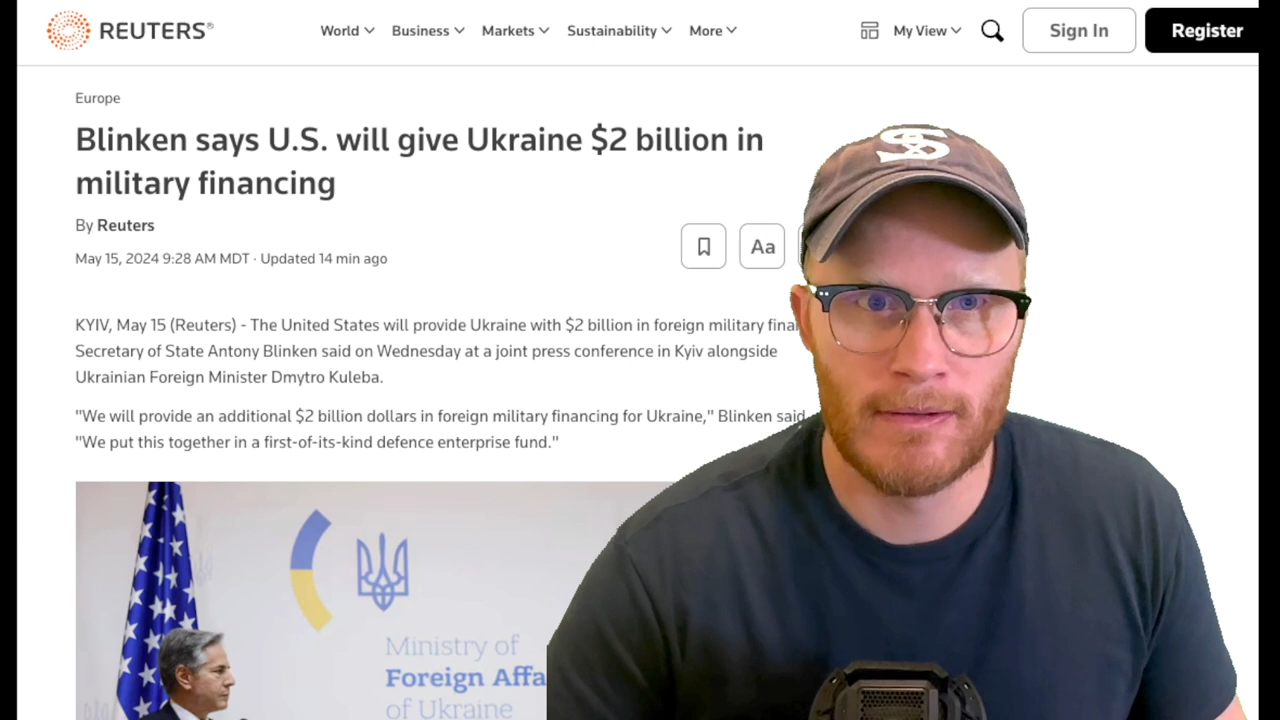 REUTERS®
World Business Markets Sustainability More My View Sign In Register
Europe
Blinken says U.S. will give Ukraine $2 billion in
military financing
By Reuters
May 15, 2024 9:28 AM MDT · Updated 14 min ago
Aa
KYIV, May 15 (Reuters) - The United States will provide Ukraine with $2 billion in foreign military
Secretary of State Antony Blinken said on Wednesday at a joint press conference in Kyiv alongside
Ukrainian Foreign Minister Dmytro Kuleba.
"We will provide an additional $2 billion dollars in foreign military financing for Ukraine," Blinken said.
"We put this together in a first-of-its-kind defence enterprise fund."
Ministry of
Foreign
of Ukraine